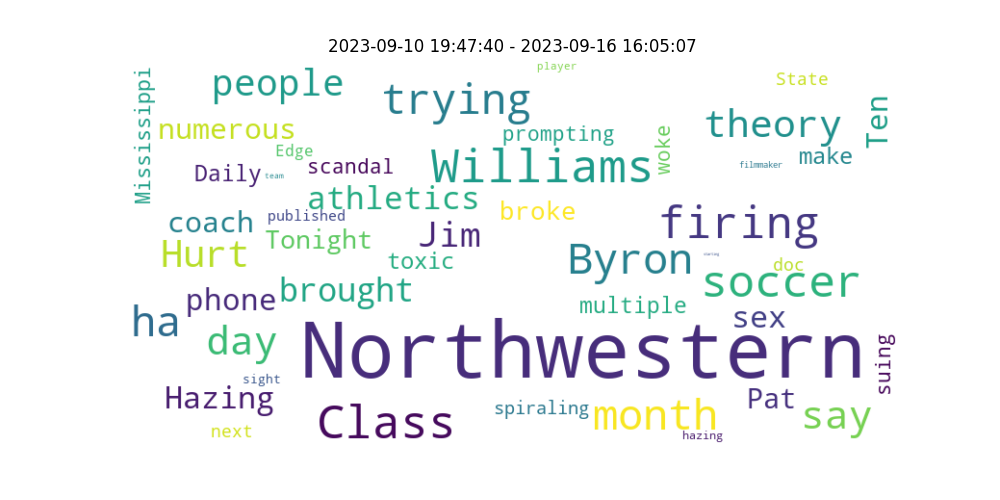 2023-09-10 19:47:40 - 2023-09-16 16:05:07
player
people
State
trying
Mississippi
Ten
theory
numerous
prompting
woke
Edge
make
scandal
filmmaker
Williams
Daily
team
athletics
broke
published
coach
firing
Jim
Tonight
Hurt
toxic
Byron
doc
soccer
brought
phone
multiple
ha
sex
day
Northwestern
suing
sight
Hazing
Pat
spiraling
month
say
Class
next
hazing